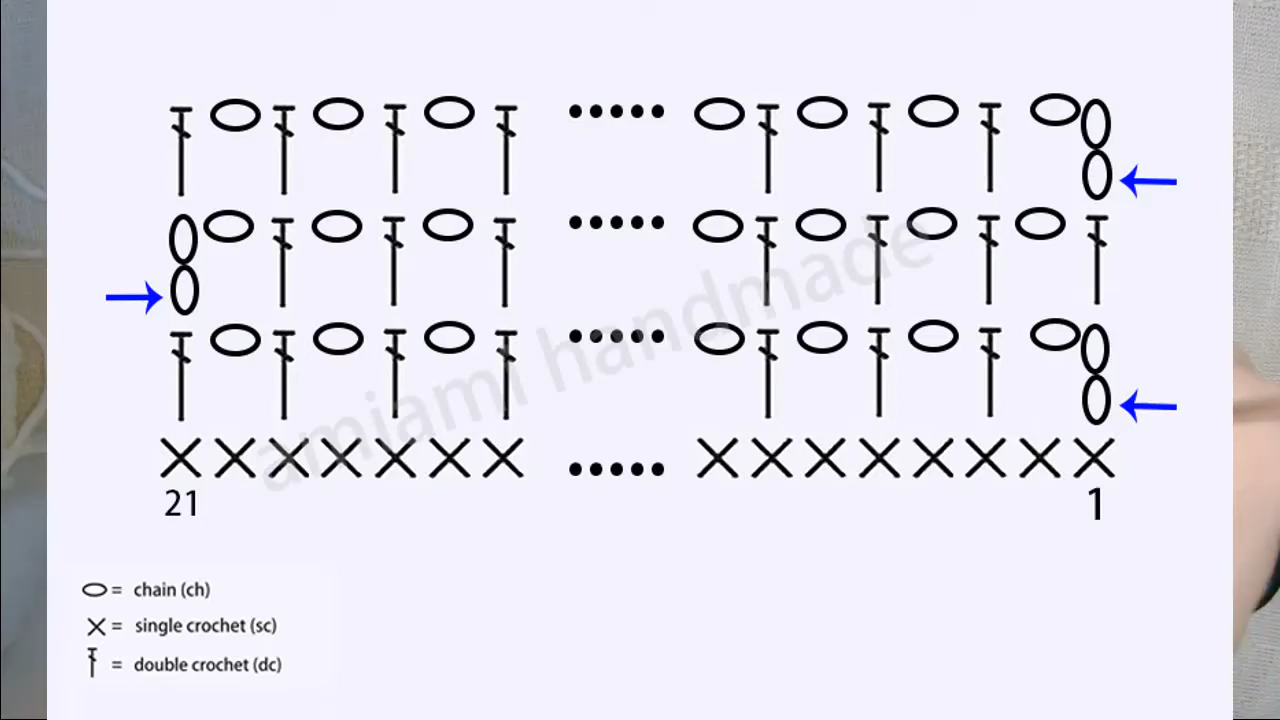 amiami handmade
21 1
= chain (ch)
= single crochet (sc)
= double crochet (dc)